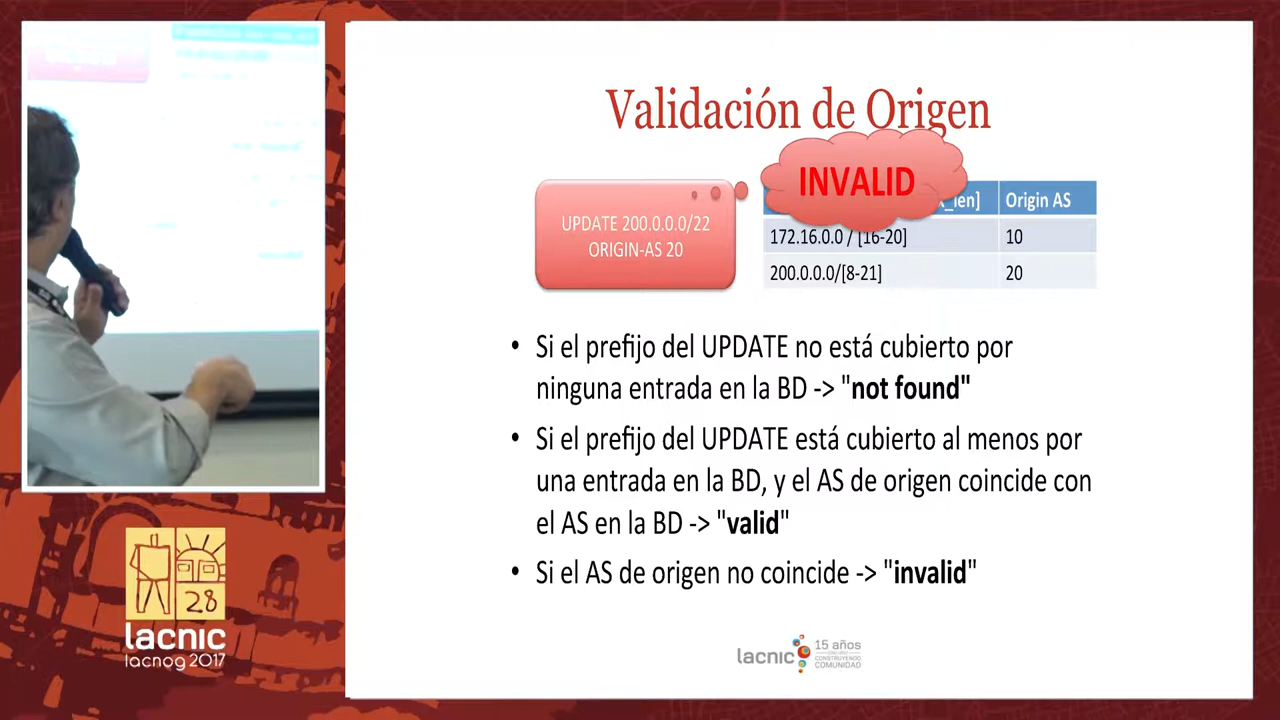 Validación de Origen
INVALID
UPDATE 200.0.0.0/22
ORIGIN-AS 20
_len] Origin AS
172.16.0.0 / [16-20] 10
200.0.0.0/[8-21] 20
• Si el prefijo del UPDATE no está cubierto por
ninguna entrada en la BD -> "not found"
• Si el prefijo del UPDATE está cubierto al menos por
una entrada en la BD, y el AS de origen coincide con
el AS en la BD -> "valid"
• Si el AS de origen no coincide -> "invalid"
28
lacnic
lacnog 2017
lacnic
15 años
CONSTRUYENDO
COMUNIDAD